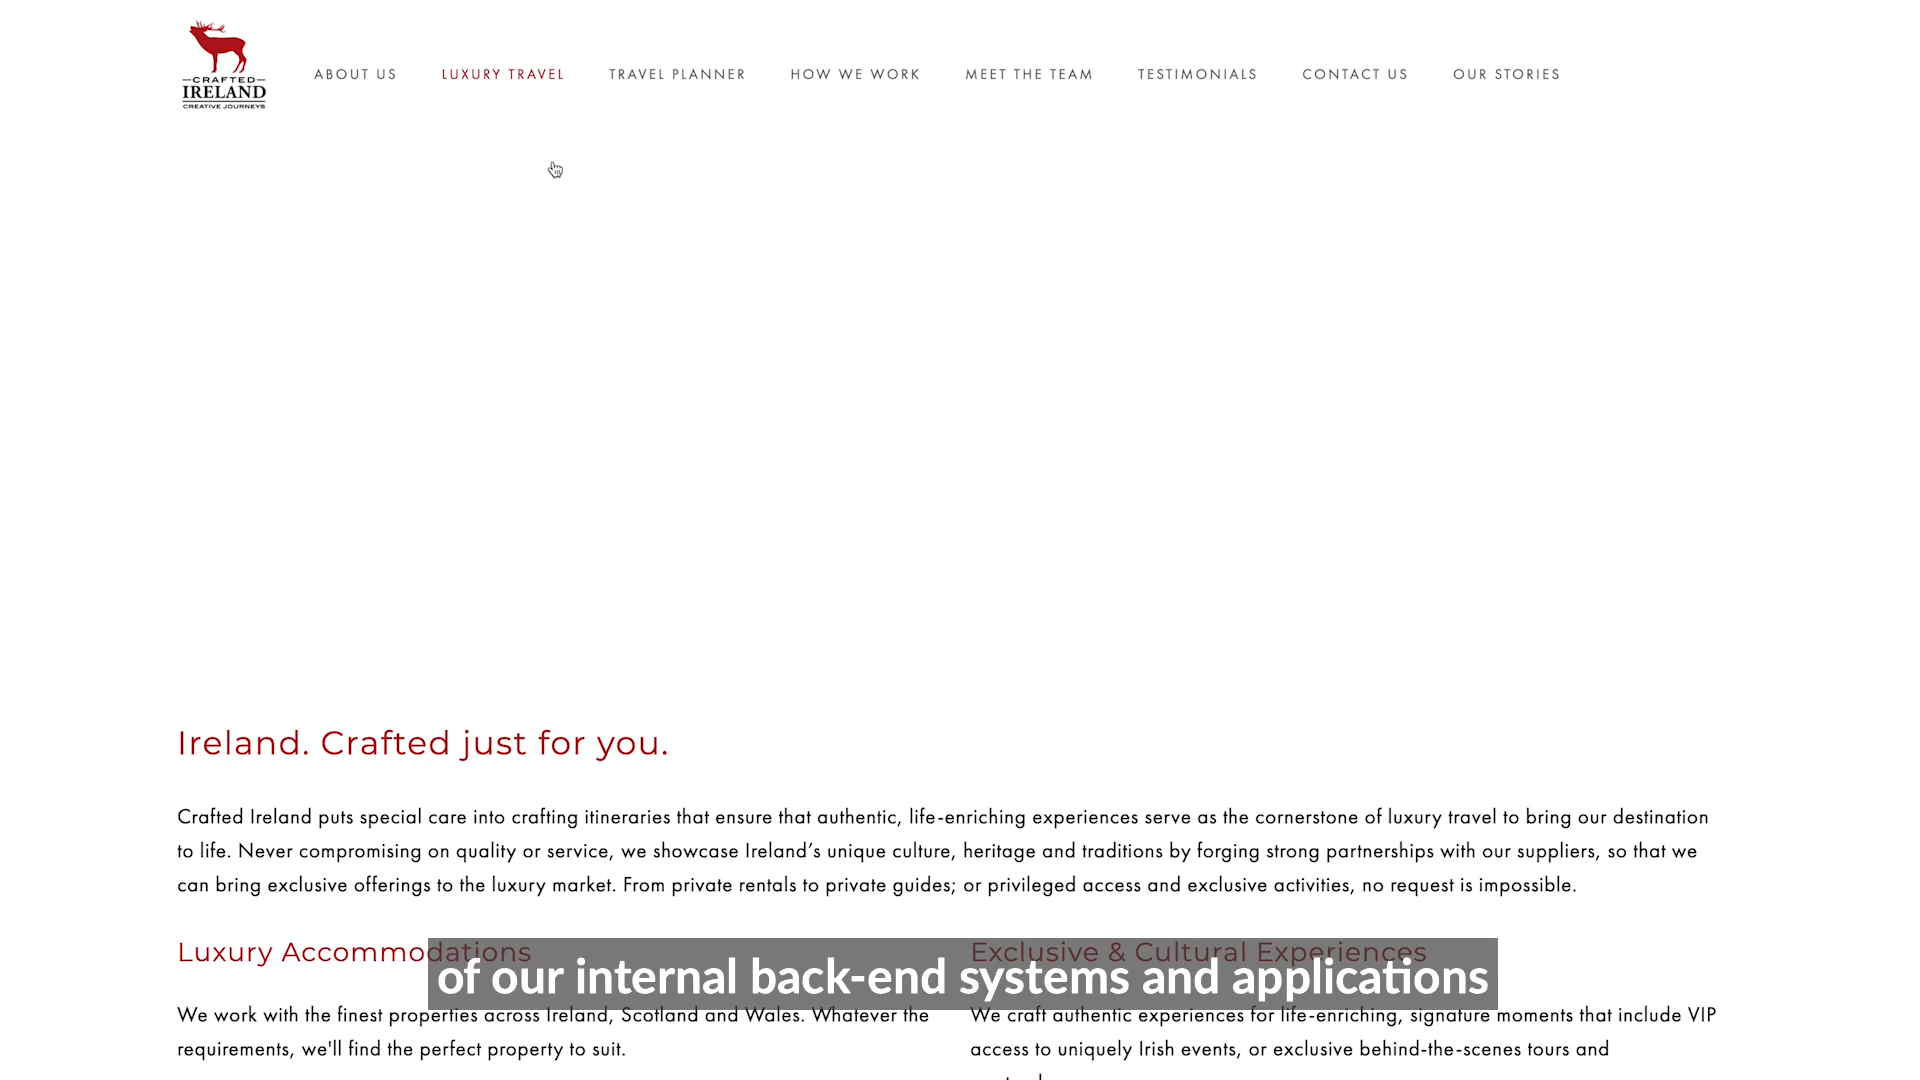 CRAFTED
IRELAND
CREATIVE JOURNEYS
ABOUT US
LUXURY TRAVEL
TRAVEL PLANNER
HOW WE WORK
MEET THE TEAM
TESTIMONIALS
CONTACT US
OUR STORIES
Ireland. Crafted just for you.
Crafted Ireland puts special care into crafting itineraries that ensure that authentic, life-enriching experiences serve as the cornerstone of luxury travel to bring our destination
to life. Never compromising on quality or service, we showcase Ireland’s unique culture, heritage and traditions by forging strong partnerships with our suppliers, so that we
can bring exclusive offerings to the luxury market. From private rentals to private guides; or privileged access and exclusive activities, no request is impossible.
Luxury Accommodations
We work with the finest properties across Ireland, Scotland and Wales. Whatever the
requirements, we'll find the perfect property to suit.
Exclusive & Cultural Experiences
We craft authentic experiences for life-enriching, signature moments that include VIP
access to uniquely Irish events, or exclusive behind-the-scenes tours and
of our internal back-end systems and applications